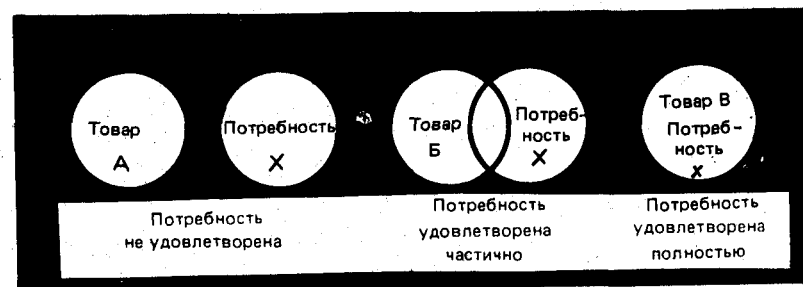 Товар
А
Потребность
Х
Товар
Б
Потреб-
ность
Х
Товар В
Потреб-
ность
х
Потребность
не удовлетворена
Потребность
удовлетворена
частично
Потребность
удовлетворена
полностью